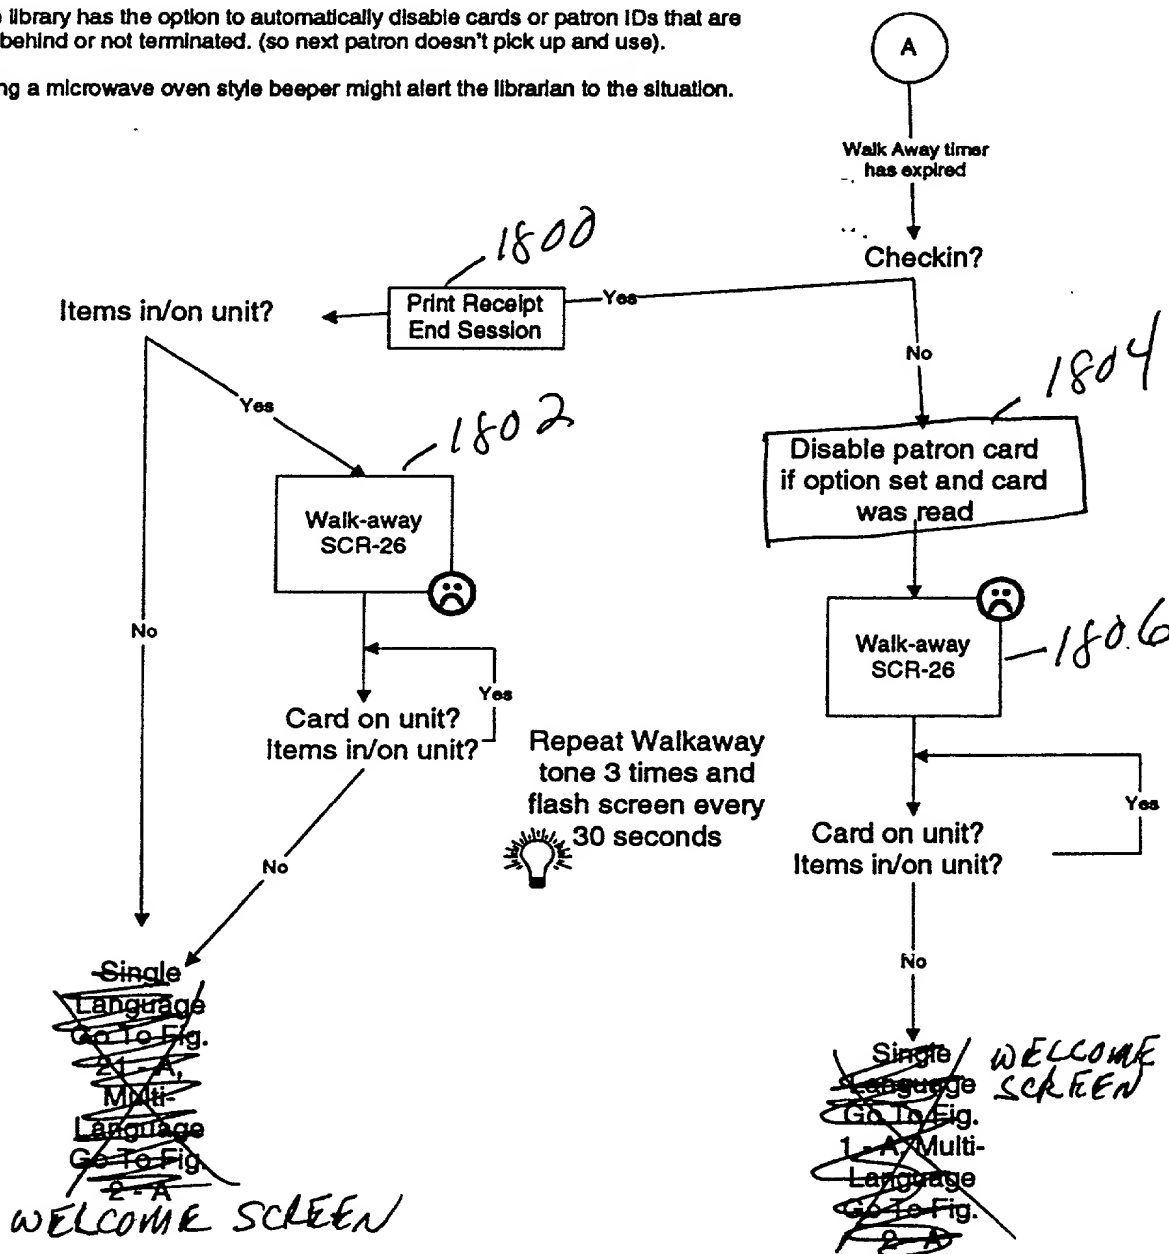 library has the option to automatically disable cards or patron IDs that are
behind or not terminated. (so next patron doesn't pick up and use).
ng a microwave oven style beeper might alert the librarian to the situation.
A
Walk Away timer
has expired
Checkin?
1800
Items in/on unit?
Print Receipt
End Session
Yes
No
1804
Yes
1802
Disable patron card
if option set and card
was read
Walk-away
SCR-26
No
Walk-away
SCR-26
1806
Yes
Card on unit?
Items in/on unit?
Repeat Walkaway
tone 3 times and
flash screen every
30 seconds
Yes
Card on unit?
Items in/on unit?
No
No
Single
Language
Go To Fig.
21 - A,
Multi-
Language
Go To Fig.
2 - A
WELCOME SCREEN
Single
Language
Go To Fig.
1 - A, Multi-
Language
Go To Fig.
2 - A
WELCOME
SCREEN